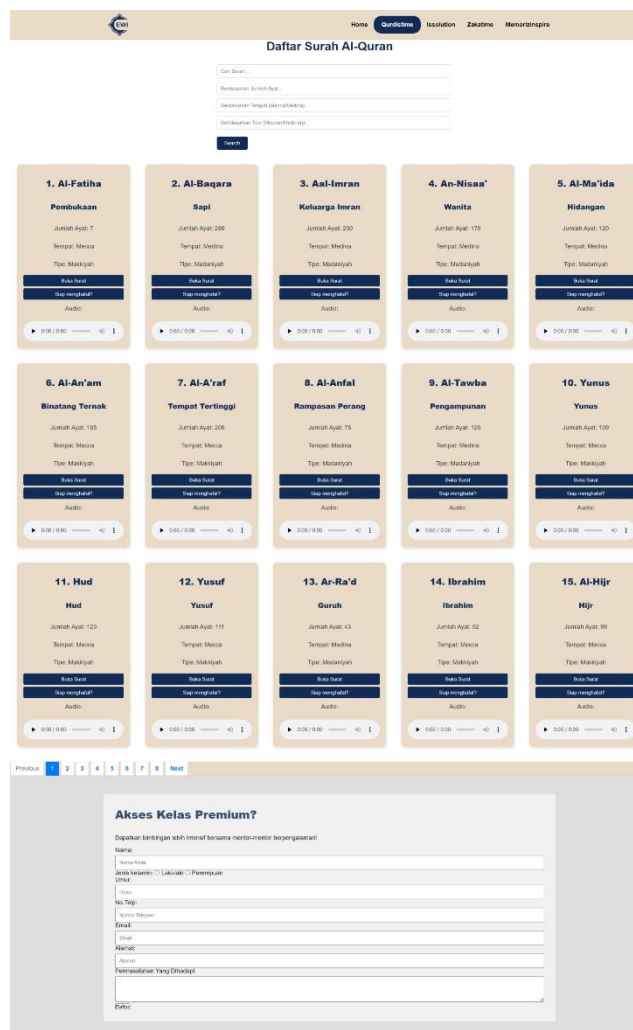 EWI
Home Qurdistime Issolution Zakatime Memorizinspire
Daftar Surah Al-Quran
Cari Surah...
Berdasarkan Jumlah Ayat...
Berdasarkan Tempat (Mecca/Medina)...
Berdasarkan Tipe (Meccan/Medinan)...
Search
1. Al-Fatiha 2. Al-Baqara 3. Aal-Imran 4. An-Nisaa' 5. Al-Ma'ida
Pembukaan Sapi Keluarga Imran Wanita Hidangan
Jumlah Ayat: 7 Jumlah Ayat: 286 Jumlah Ayat: 200 Jumlah Ayat: 176 Jumlah Ayat: 120
Tempat: Mecca Tempat: Medina Tempat: Medina Tempat: Medina Tempat: Medina
Tipe: Makkiyah Tipe: Madaniyah Tipe: Madaniyah Tipe: Madaniyah Tipe: Madaniyah
Buka Surat Buka Surat Buka Surat Buka Surat Buka Surat
Siap menghafal? Siap menghafal? Siap menghafal? Siap menghafal? Siap menghafal?
Audio: Audio: Audio: Audio: Audio:
0:00 / 0:00 0:00 / 0:00 0:00 / 0:00 0:00 / 0:00 0:00 / 0:00
6. Al-An'am 7. Al-A'raf 8. Al-Anfal 9. Al-Tawba 10. Yunus
Binatang Ternak Tempat Tertinggi Rampasan Perang Pengampunan Yunus
Jumlah Ayat: 165 Jumlah Ayat: 206 Jumlah Ayat: 75 Jumlah Ayat: 129 Jumlah Ayat: 109
Tempat: Mecca Tempat: Mecca Tempat: Medina Tempat: Medina Tempat: Mecca
Tipe: Makkiyah Tipe: Makkiyah Tipe: Madaniyah Tipe: Madaniyah Tipe: Makkiyah
Buka Surat Buka Surat Buka Surat Buka Surat Buka Surat
Siap menghafal? Siap menghafal? Siap menghafal? Siap menghafal? Siap menghafal?
Audio: Audio: Audio: Audio: Audio:
0:00 / 0:00 0:00 / 0:00 0:00 / 0:00 0:00 / 0:00 0:00 / 0:00
11. Hud 12. Yusuf 13. Ar-Ra'd 14. Ibrahim 15. Al-Hijr
Hud Yusuf Guruh Ibrahim Hijr
Jumlah Ayat: 123 Jumlah Ayat: 111 Jumlah Ayat: 43 Jumlah Ayat: 52 Jumlah Ayat: 99
Tempat: Mecca Tempat: Mecca Tempat: Medina Tempat: Mecca Tempat: Mecca
Tipe: Makkiyah Tipe: Makkiyah Tipe: Madaniyah Tipe: Makkiyah Tipe: Makkiyah
Buka Surat Buka Surat Buka Surat Buka Surat Buka Surat
Siap menghafal? Siap menghafal? Siap menghafal? Siap menghafal? Siap menghafal?
Audio: Audio: Audio: Audio: Audio:
0:00 / 0:00 0:00 / 0:00 0:00 / 0:00 0:00 / 0:00 0:00 / 0:00
Previous 1 2 3 4 5 6 7 8 Next
Akses Kelas Premium?
Dapatkan bimbingan lebih intensif bersama mentor-mentor berpengalaman!
Nama:
Nama Anda
Jenis kelamin: Laki-laki Perempuan
Umur:
Umur
No.Telp:
Nomor Telepon
Email:
Email
Alamat:
Alamat
Permasalahan Yang Dihadapi
Daftar